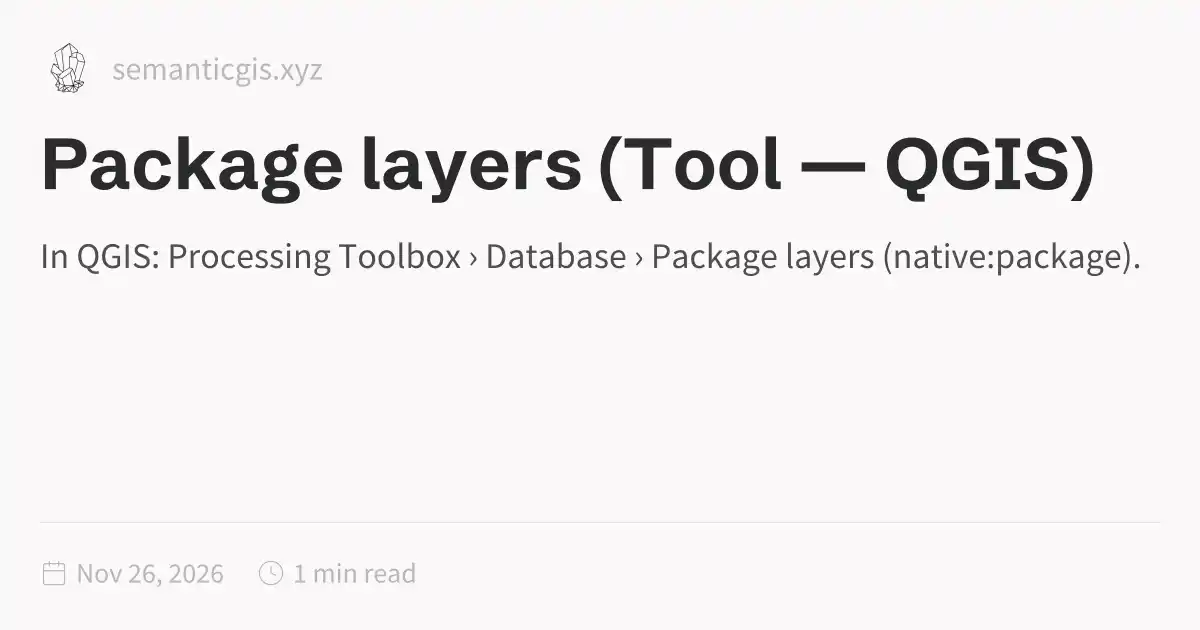 semanticgis.xyz
Package layers (Tool — QGIS)
In QGIS: Processing Toolbox › Database › Package layers (native:package).
Nov 26, 2026 1 min read